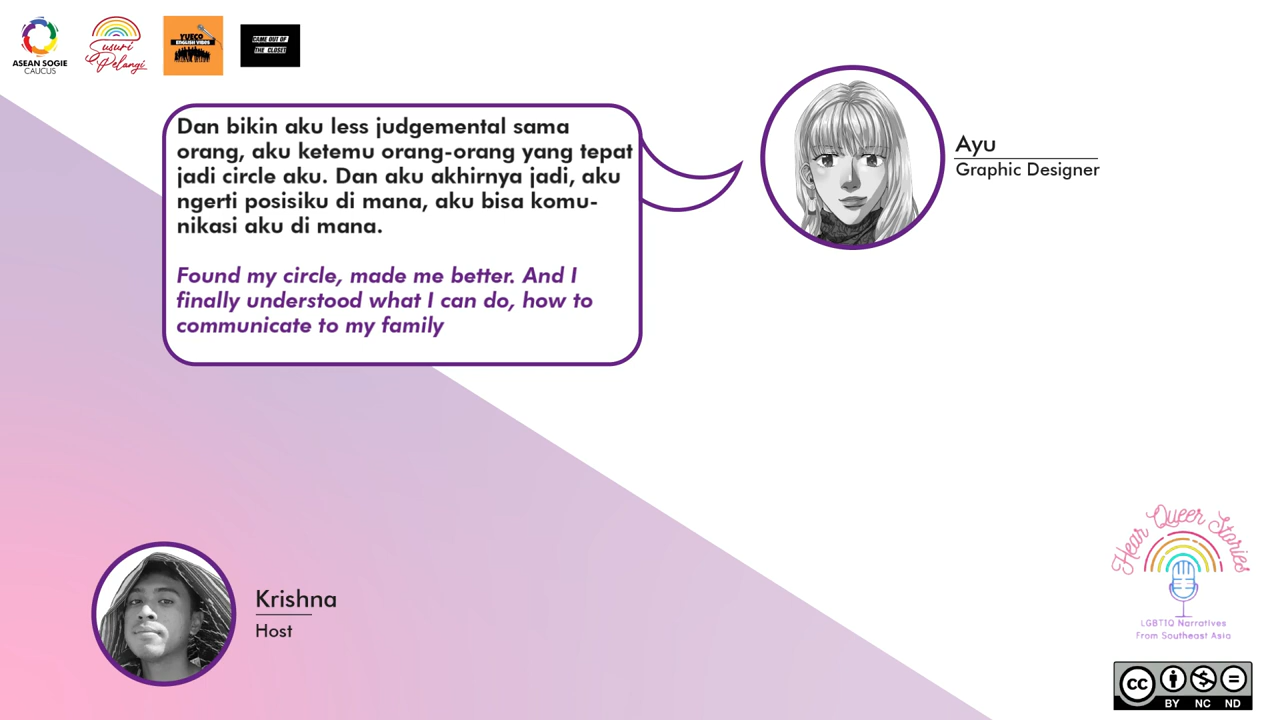 ASEAN SOGIE
CAUCUS
Susuri
Pelangi
YUECO
ENGLISH VIBES
CAME OUT OF
THE CLOSET
Dan bikin aku less judgemental sama
orang, aku ketemu orang-orang yang tepat
jadi circle aku. Dan aku akhirnya jadi, aku
ngerti posisiku di mana, aku bisa komu-
nikasi aku di mana.
Found my circle, made me better. And I
finally understood what I can do, how to
communicate to my family
Ayu
Graphic Designer
Krishna
Host
Hear Queer Stories
LGBTIQ Narratives
From Southeast Asia
cc
BY NC ND